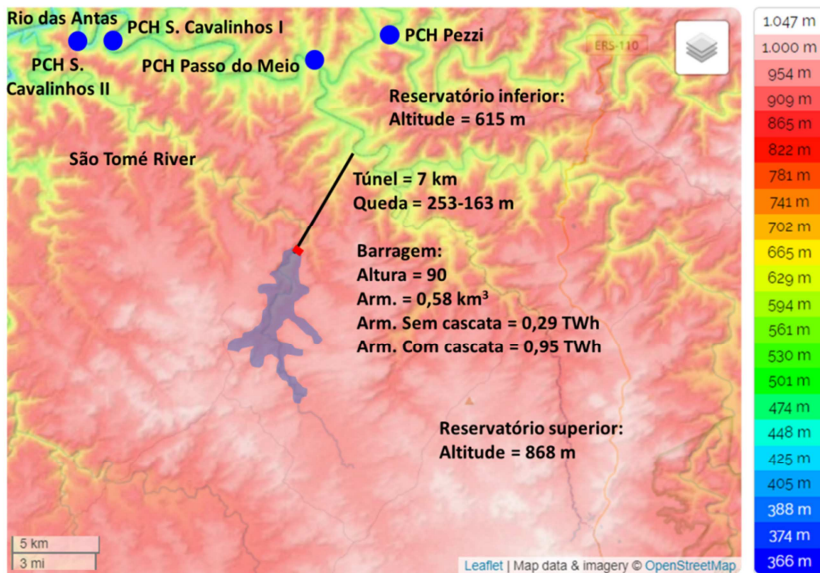 Rio das Antas
PCH S. Cavalinhos I
PCH Pezzi
PCH S.
Cavalinhos II
PCH Passo do Meio
ERS-110
Reservatório inferior:
Altitude = 615 m
São Tomé River
Túnel = 7 km
Queda = 253-163 m
Barragem:
Altura = 90
Arm. = 0,58 km³
Arm. Sem cascata = 0,29 TWh
Arm. Com cascata = 0,95 TWh
Reservatório superior:
Altitude = 868 m
5 km
3 mi
Leaflet | Map data & imagery © OpenStreetMap
1.047 m
1.000 m
954 m
909 m
865 m
822 m
781 m
741 m
702 m
665 m
629 m
594 m
561 m
530 m
501 m
474 m
448 m
425 m
405 m
388 m
374 m
366 m